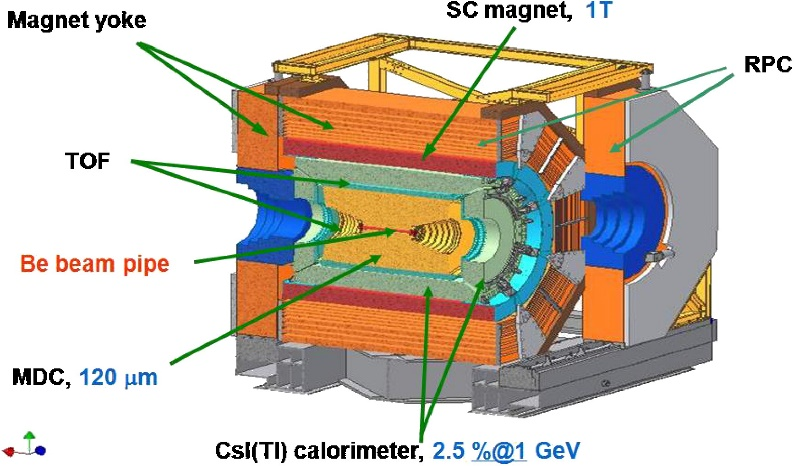 Magnet yoke
SC magnet, 1T
RPC
TOF
Be beam pipe
MDC, 120 μm
CsI(Tl) calorimeter, 2.5 %@1 GeV